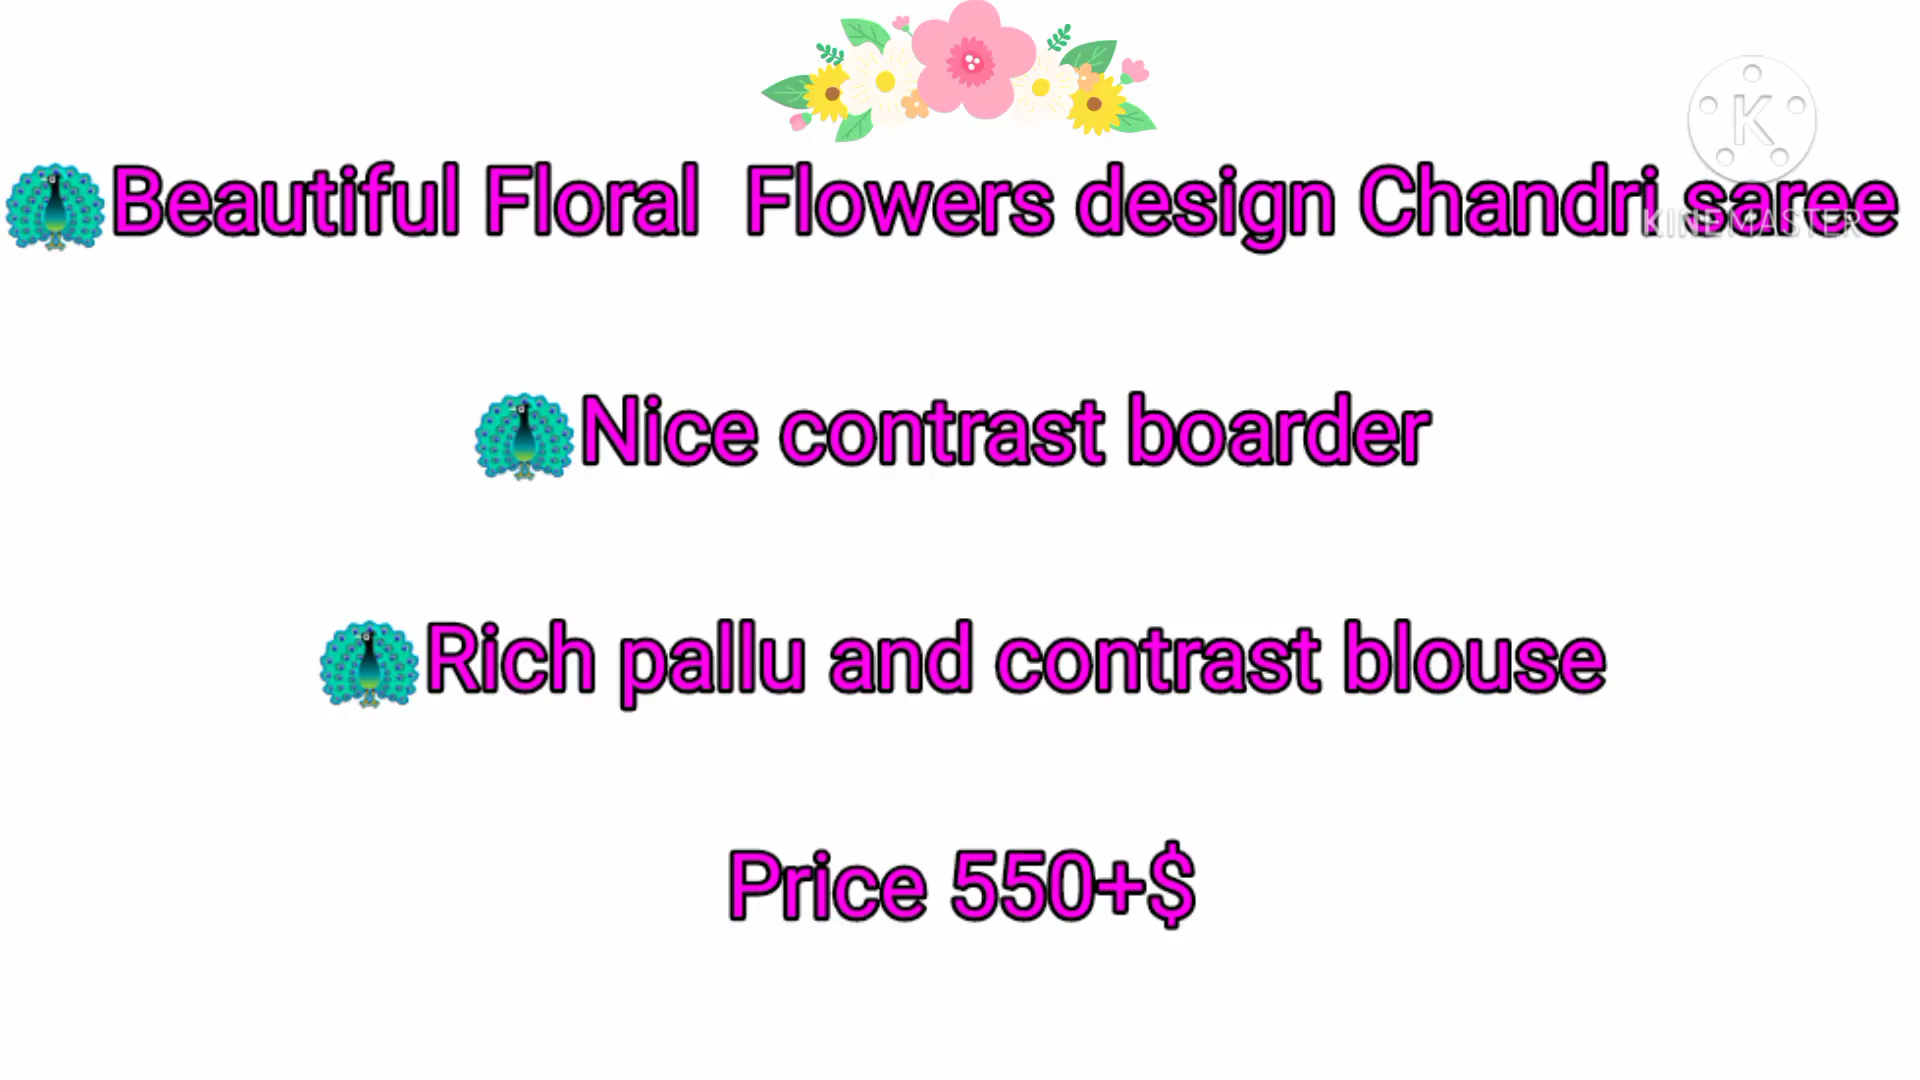 🦚Beautiful Floral  Flowers design Chandri saree
KINEMASTER
🦚Nice contrast boarder
🦚Rich pallu and contrast blouse
Price 550+$